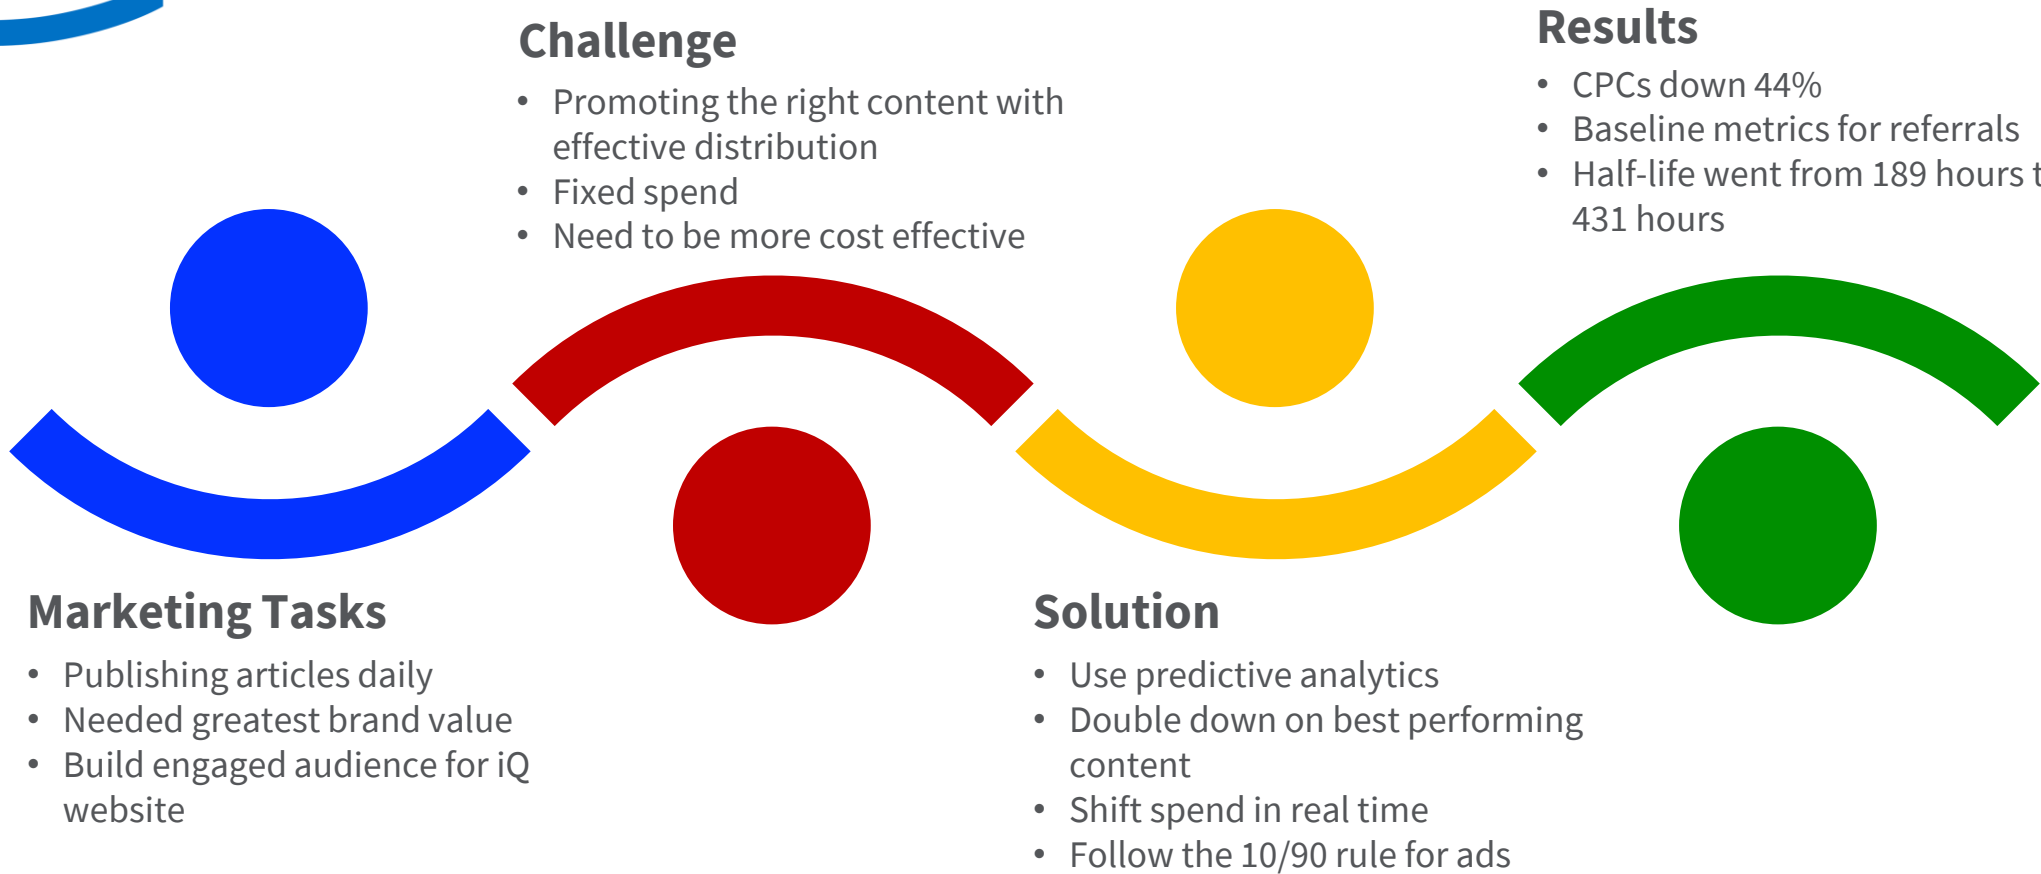 Challenge
• Promoting the right content with
effective distribution
• Fixed spend
• Need to be more cost effective
Results
• CPCs down 44%
• Baseline metrics for referrals
• Half-life went from 189 hours t
431 hours
Marketing Tasks
• Publishing articles daily
• Needed greatest brand value
• Build engaged audience for iQ
website
Solution
• Use predictive analytics
• Double down on best performing
content
• Shift spend in real time
• Follow the 10/90 rule for ads